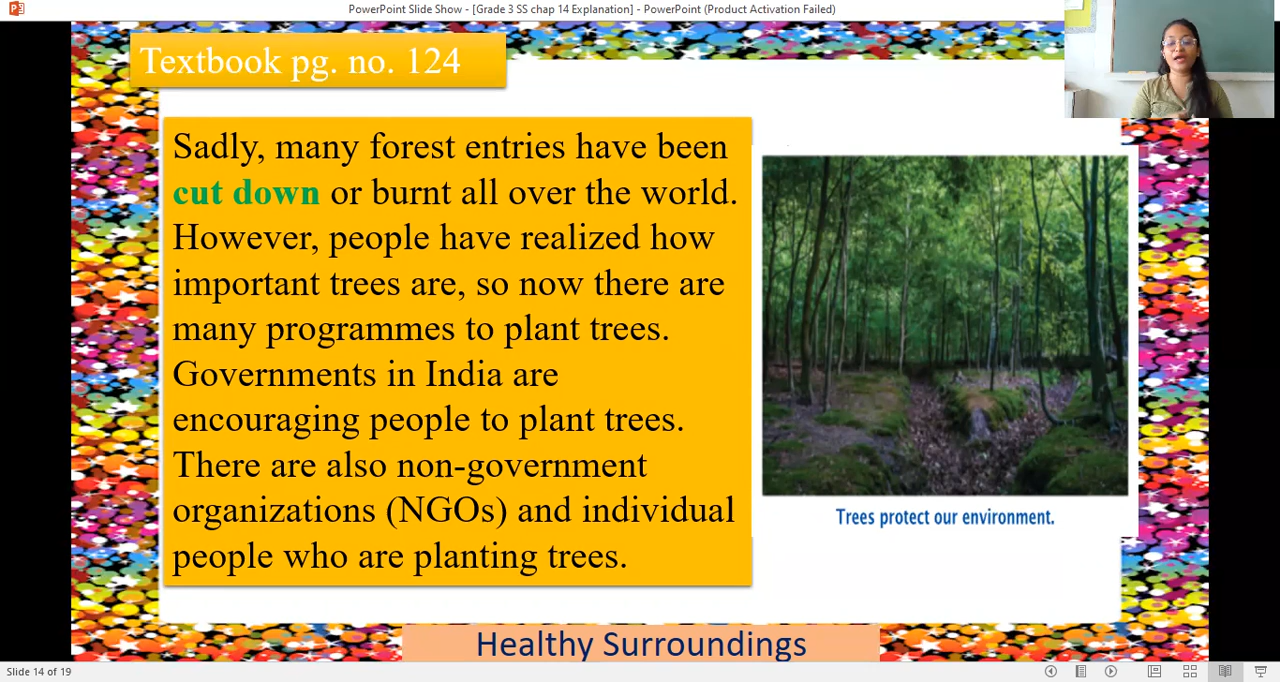 PowerPoint Slide Show - [Grade 3 SS chap 14 Explanation] - PowerPoint (Product Activation Failed)
Textbook pg. no. 124
Sadly, many forest entries have been
cut down or burnt all over the world.
However, people have realized how
important trees are, so now there are
many programmes to plant trees.
Governments in India are
encouraging people to plant trees.
There are also non-government
organizations (NGOs) and individual
people who are planting trees.
Trees protect our environment.
Healthy Surroundings
Slide 14 of 19